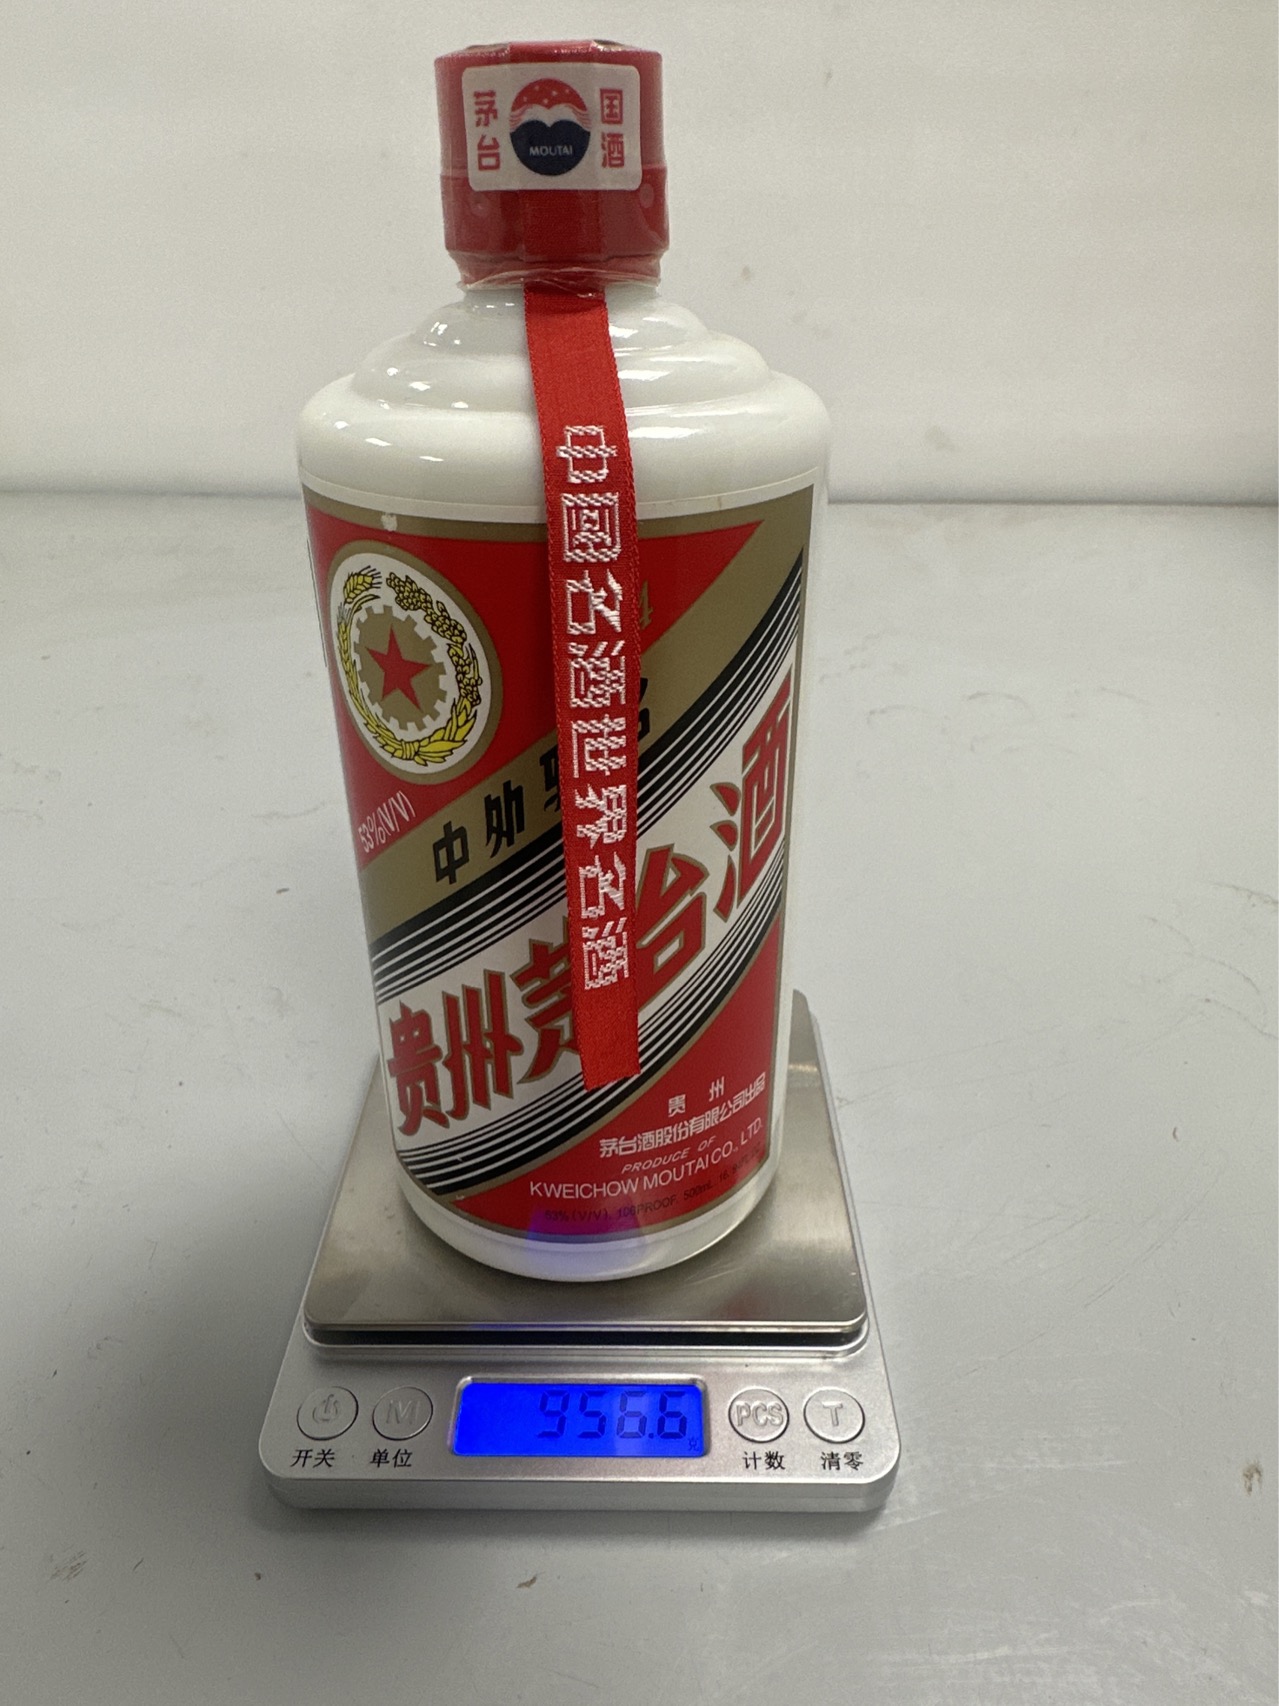 茅台
国酒
MOUTAI
中国名酒世界名酒
53%(V/V)
中外
贵州茅台酒
贵州
茅台酒股份有限公司出品
PRODUCE OF
KWEICHOW MOUTAI CO., LTD.
53% (V/V). 106PROOF. 500mL.
956.6
克
M
PCS
T
开关
单位
计数
清零